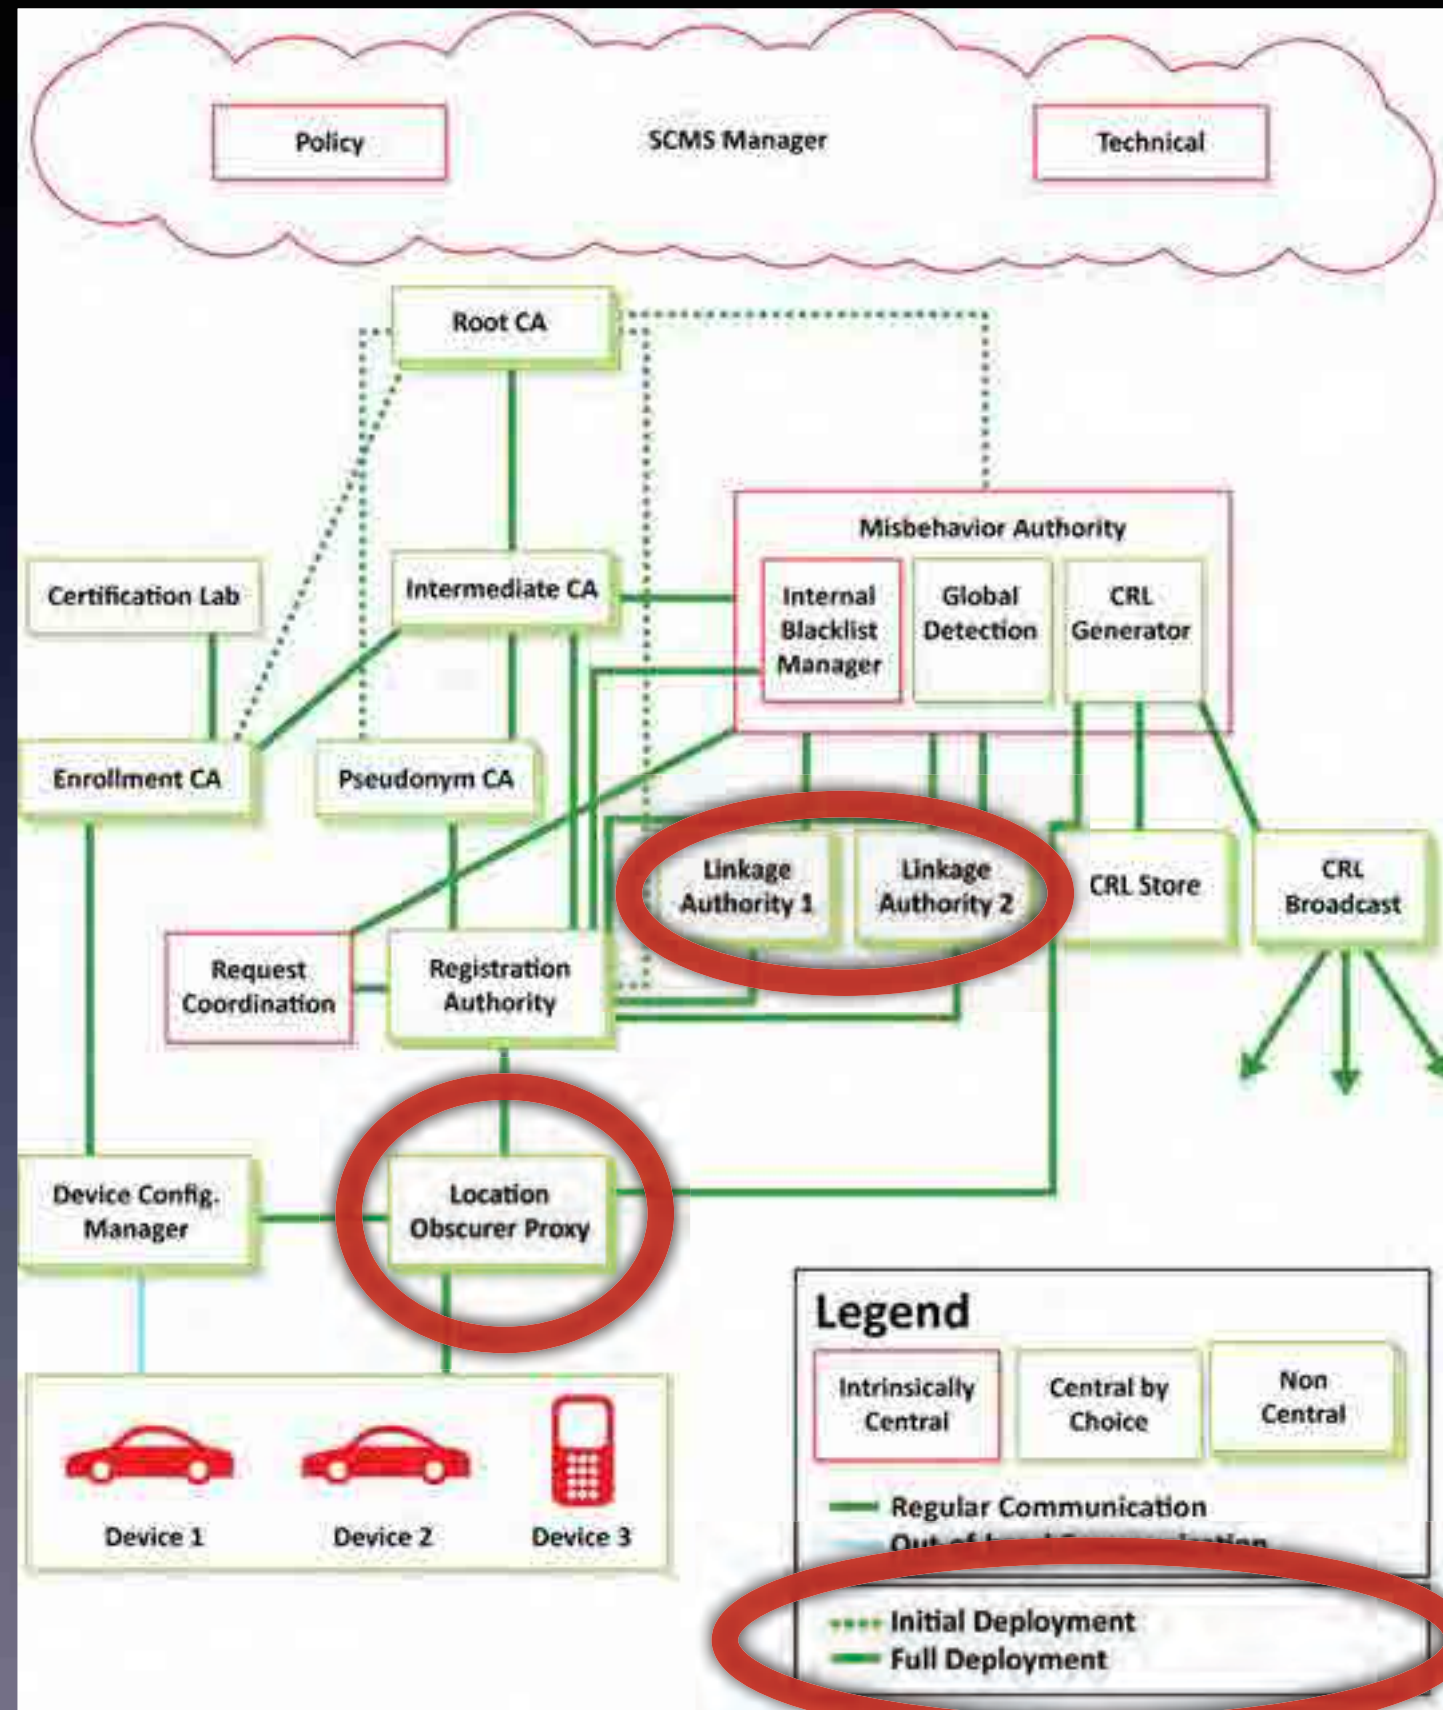 Policy
SCMS Manager
Technical
Root CA
Misbehavior Authority
Certification Lab
Intermediate CA
Internal
Blacklist
Manager
Global
Detection
CRL
Generator
Enrollment CA
Pseudonym CA
Linkage
Authority 1
Linkage
Authority 2
CRL Store
CRL
Broadcast
Request
Coordination
Registration
Authority
Device Config.
Manager
Location
Obscurer Proxy
Legend
Intrinsically
Central
Central by
Choice
Non
Central
Regular Communication
Device 1
Device 2
Device 3
Initial Deployment
Full Deployment